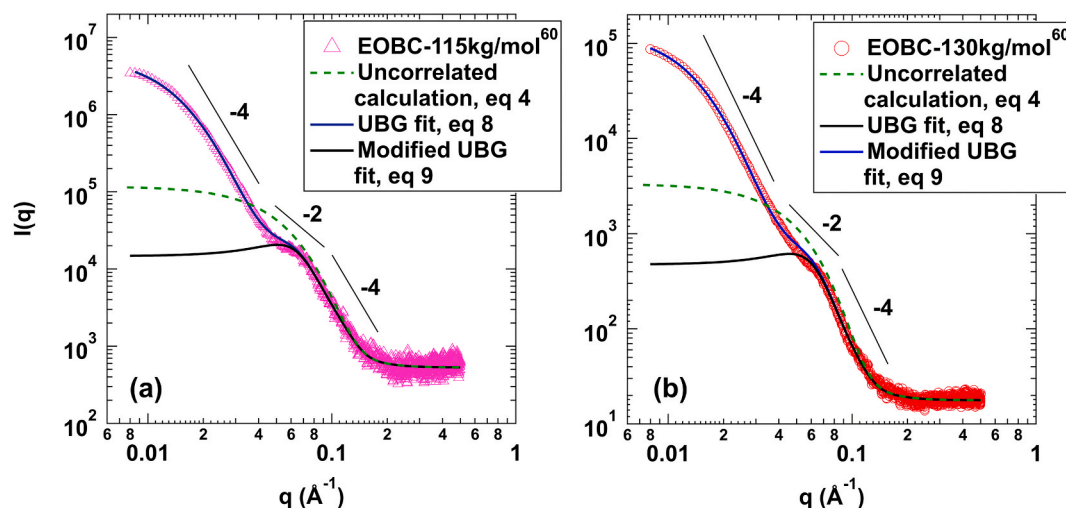 10^7
10^6
10^5
10^4
10^3
10^2
I(q)
EOBC-115kg/mol^60
Uncorrelated
calculation, eq 4
UBG fit, eq 8
Modified UBG
fit, eq 9
-4
-2
-4
(a)
6 8 2 4 6 8 2 4 6 8
0.01 0.1 1
q (Å^-1)
10^5
10^4
10^3
10^2
10^1
EOBC-130kg/mol^60
Uncorrelated
calculation, eq 4
UBG fit, eq 8
Modified UBG
fit, eq 9
-4
-2
-4
(b)
6 8 2 4 6 8 2 4 6 8
0.01 0.1 1
q (Å^-1)